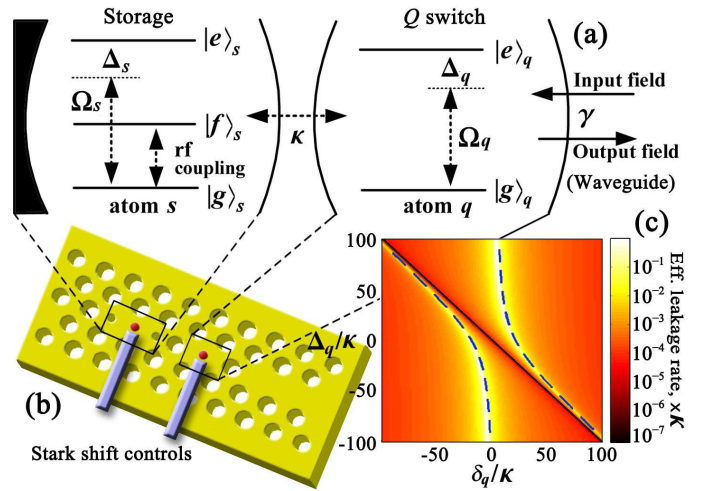 Storage
Q switch
(a)
|e⟩s
|e⟩q
Δs
Δq
Input field
Ωs
|f⟩s
κ
Ωq
γ
rf
coupling
Output field
(Waveguide)
|g⟩s
|g⟩q
atom s
atom q
(c)
(b)
Stark shift controls
100
50
0
-50
-100
Δq/κ
-50
0
50
100
δq/κ
10⁻¹
10⁻²
10⁻³
10⁻⁴
10⁻⁵
10⁻⁶
10⁻⁷
Eff. leakage rate, xK